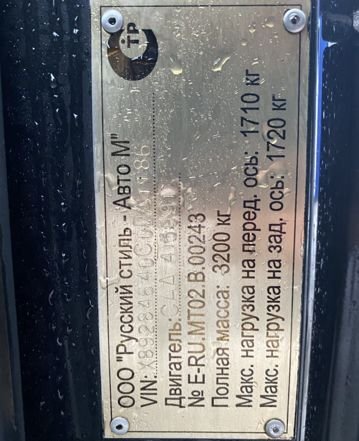 ТР
ООО "Русский стиль - Авто М"
VIN:
Двигатель:
№ E-RU.MT02.B.00243
Полная масса: 3200 кг
Макс. нагрузка на перед. ось: 1710 кг
Макс. нагрузка на зад. ось: 1720 кг